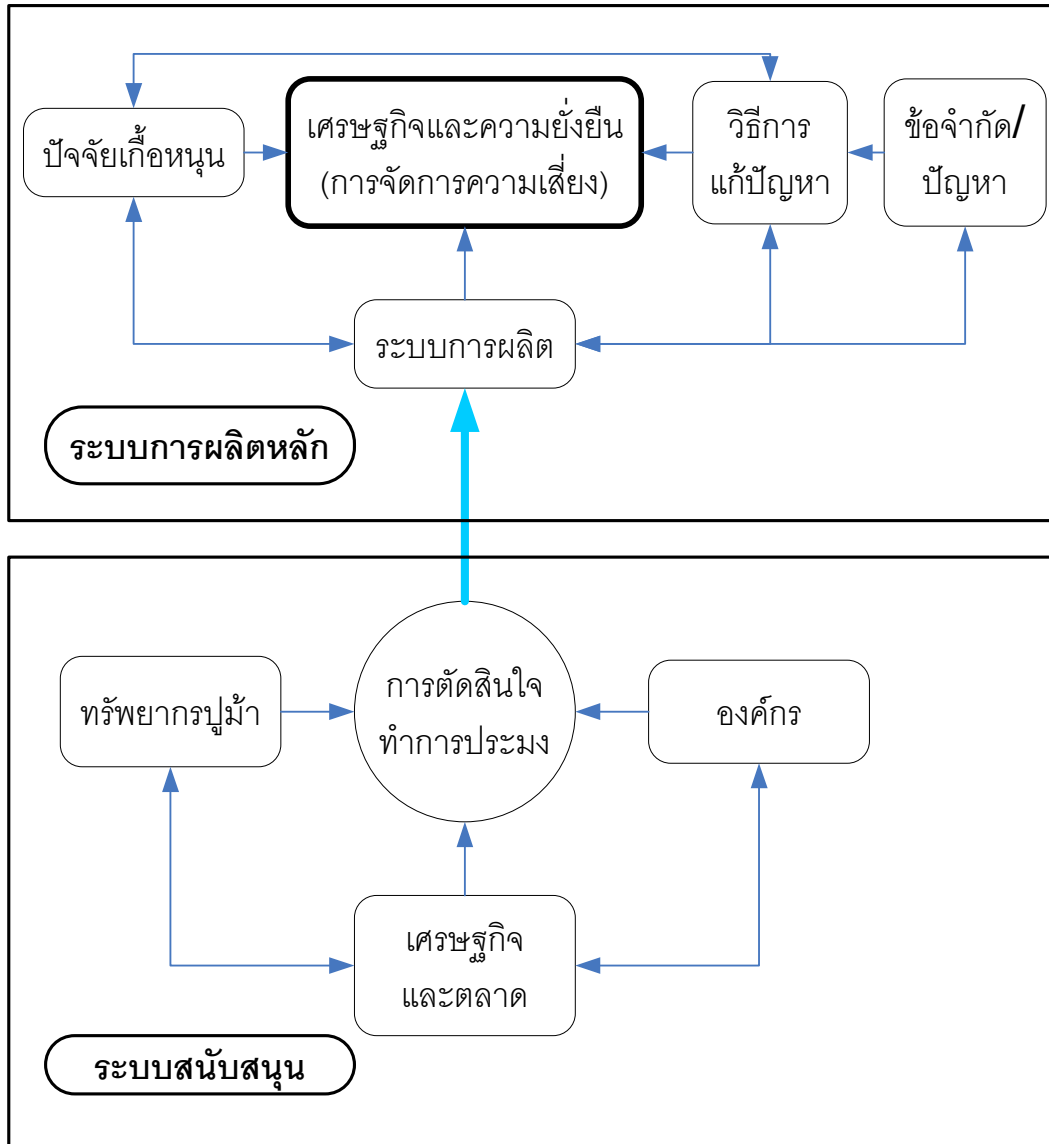 ปัจจัยเกื้อหนุน
เศรษฐกิจและความยั่งยืน
(การจัดการความเสี่ยง)
วิธีการ
แก้ปัญหา
ข้อจำกัด/
ปัญหา
ระบบการผลิต
ระบบการผลิตหลัก
ทรัพยากรปูม้า
การตัดสินใจ
ทำการประมง
องค์กร
เศรษฐกิจ
และตลาด
ระบบสนับสนุน